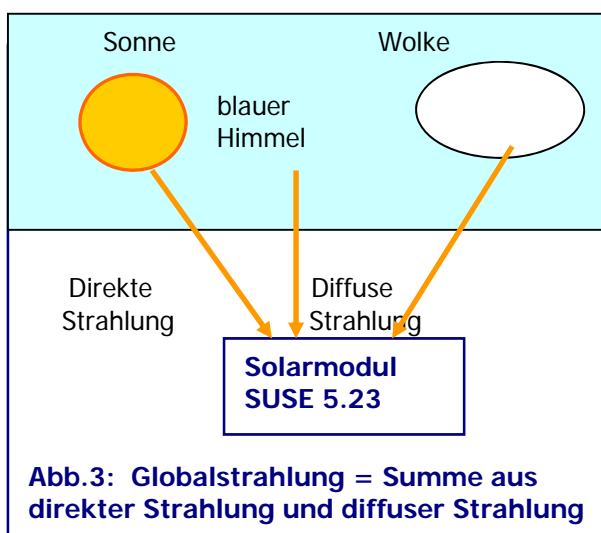 Sonne
Wolke
blauer
Himmel
Direkte
Strahlung
Diffuse
Strahlung
Solarmodul
SUSE 5.23
Abb.3: Globalstrahlung = Summe aus
direkter Strahlung und diffuser Strahlung